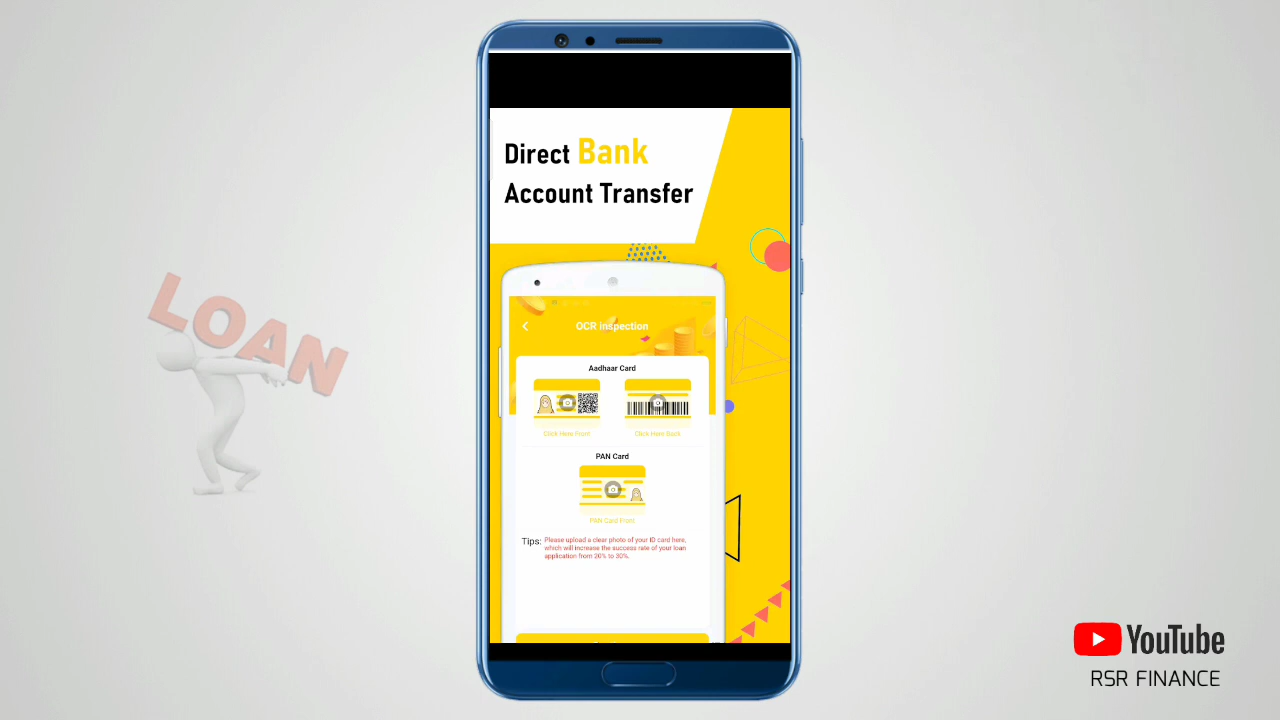 Direct Bank
Account Transfer
LOAN
OCR inspection
Aadhaar Card
Click Here Front
Click Here Back
PAN Card
PAN Card Front
Tips: Please upload a clear photo of your ID card here,
which will increase the success rate of your loan
application from 20% to 30%.
YouTube
RSR FINANCE